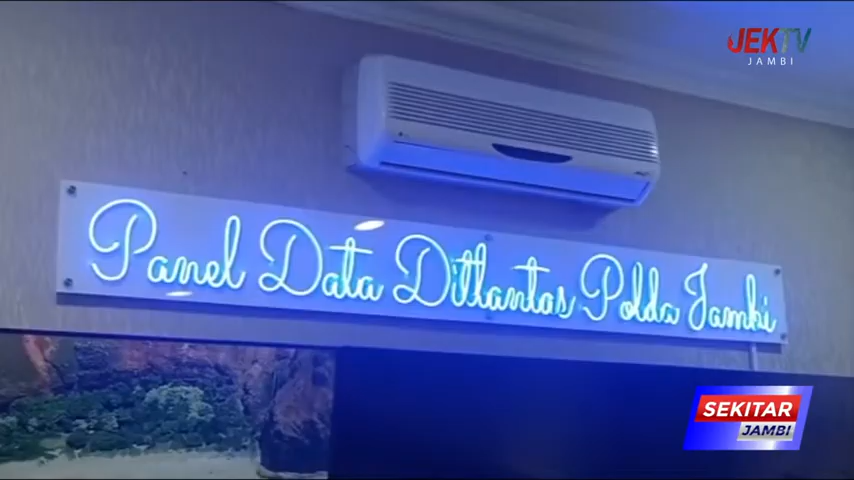 JEKTV
JAMBI
Panel Data Ditlantas Polda Jambi
SEKITAR
JAMBI